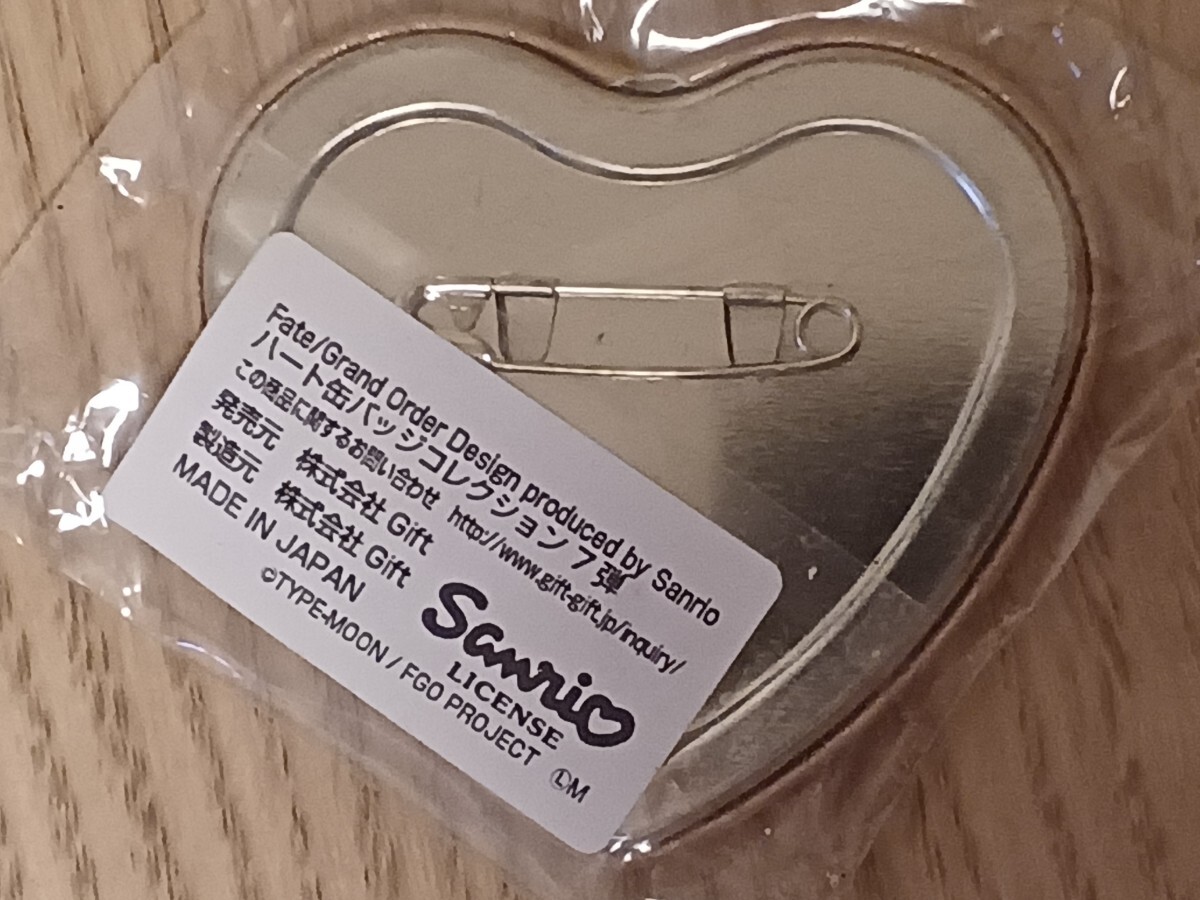 Fate/Grand Order Design produced by Sanrio
ハート缶バッジコレクション7弾
この商品に関するお問い合わせ http://www.gift-gift.jp/inquiry/
発売元 株式会社 Gift
製造元 株式会社 Gift
MADE IN JAPAN
Sanrio
LICENSE
©TYPE-MOON / FGO PROJECT ⓁM